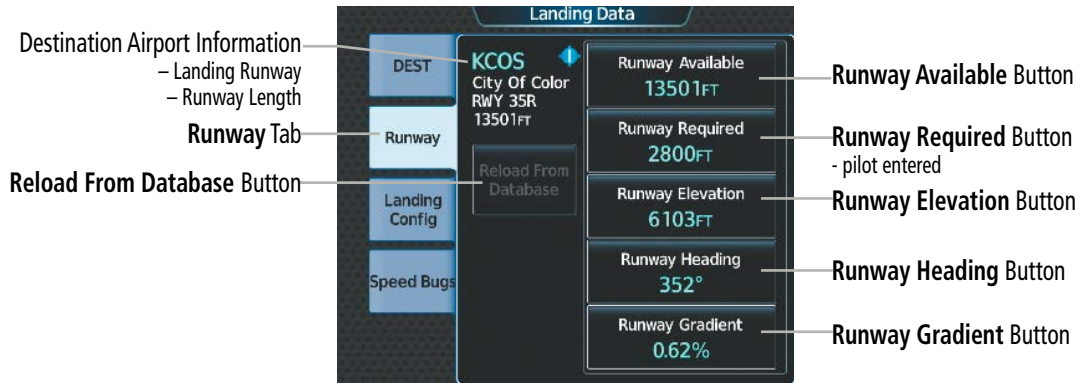 Landing Data
Destination Airport Information
– Landing Runway
– Runway Length
Runway Tab
Reload From Database Button
DEST
Runway
Landing
Config
Speed Bugs
KCOS
City Of Color
RWY 35R
13501FT
Reload From
Database
Runway Available
13501FT
Runway Required
2800FT
Runway Elevation
6103FT
Runway Heading
352°
Runway Gradient
0.62%
Runway Available Button
Runway Required Button
- pilot entered
Runway Elevation Button
Runway Heading Button
Runway Gradient Button